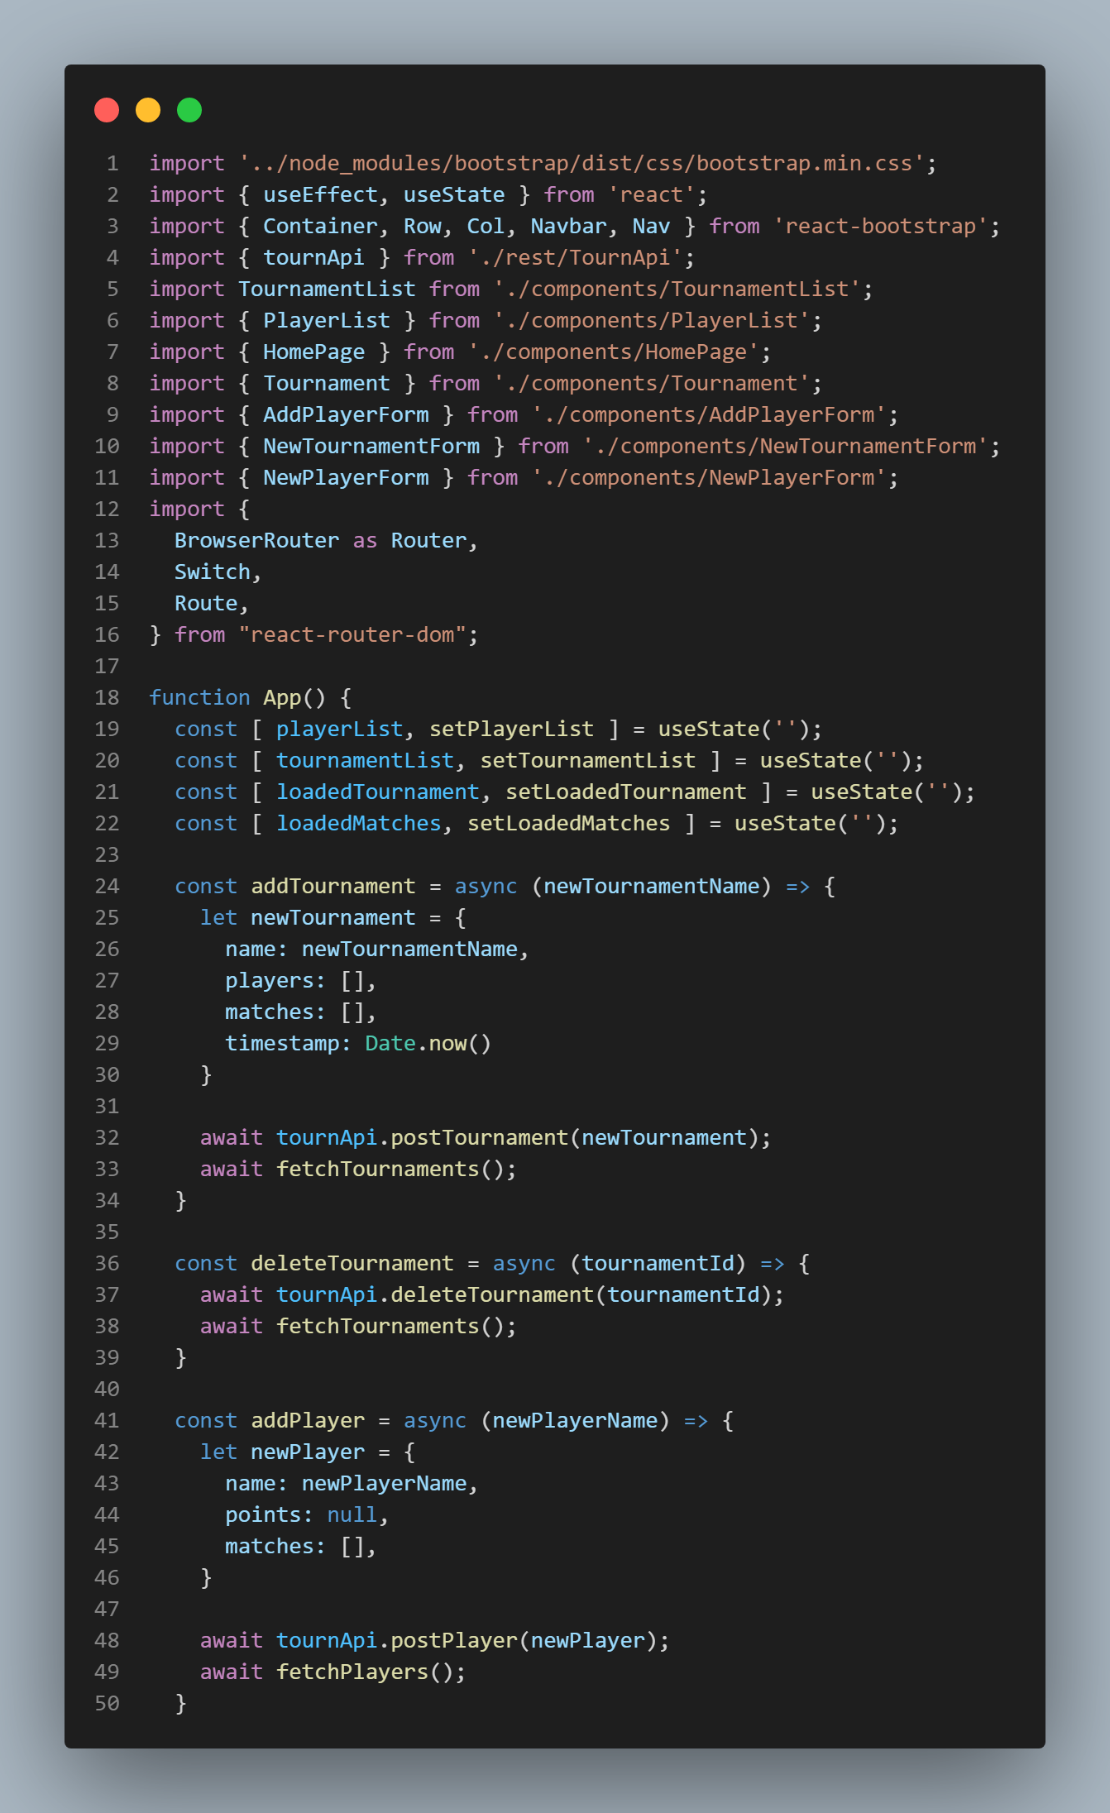 1 import '../node_modules/bootstrap/dist/css/bootstrap.min.css';
2 import { useEffect, useState } from 'react';
3 import { Container, Row, Col, Navbar, Nav } from 'react-bootstrap';
4 import { tournApi } from './rest/TournApi';
5 import TournamentList from './components/TournamentList';
6 import { PlayerList } from './components/PlayerList';
7 import { HomePage } from './components/HomePage';
8 import { Tournament } from './components/Tournament';
9 import { AddPlayerForm } from './components/AddPlayerForm';
10 import { NewTournamentForm } from './components/NewTournamentForm';
11 import { NewPlayerForm } from './components/NewPlayerForm';
12 import {
13   BrowserRouter as Router,
14   Switch,
15   Route,
16 } from "react-router-dom";
17
18 function App() {
19   const [ playerList, setPlayerList ] = useState('');
20   const [ tournamentList, setTournamentList ] = useState('');
21   const [ loadedTournament, setLoadedTournament ] = useState('');
22   const [ loadedMatches, setLoadedMatches ] = useState('');
23
24   const addTournament = async (newTournamentName) => {
25     let newTournament = {
26       name: newTournamentName,
27       players: [],
28       matches: [],
29       timestamp: Date.now()
30     }
31
32     await tournApi.postTournament(newTournament);
33     await fetchTournaments();
34   }
35
36   const deleteTournament = async (tournamentId) => {
37     await tournApi.deleteTournament(tournamentId);
38     await fetchTournaments();
39   }
40
41   const addPlayer = async (newPlayerName) => {
42     let newPlayer = {
43       name: newPlayerName,
44       points: null,
45       matches: [],
46     }
47
48     await tournApi.postPlayer(newPlayer);
49     await fetchPlayers();
50   }